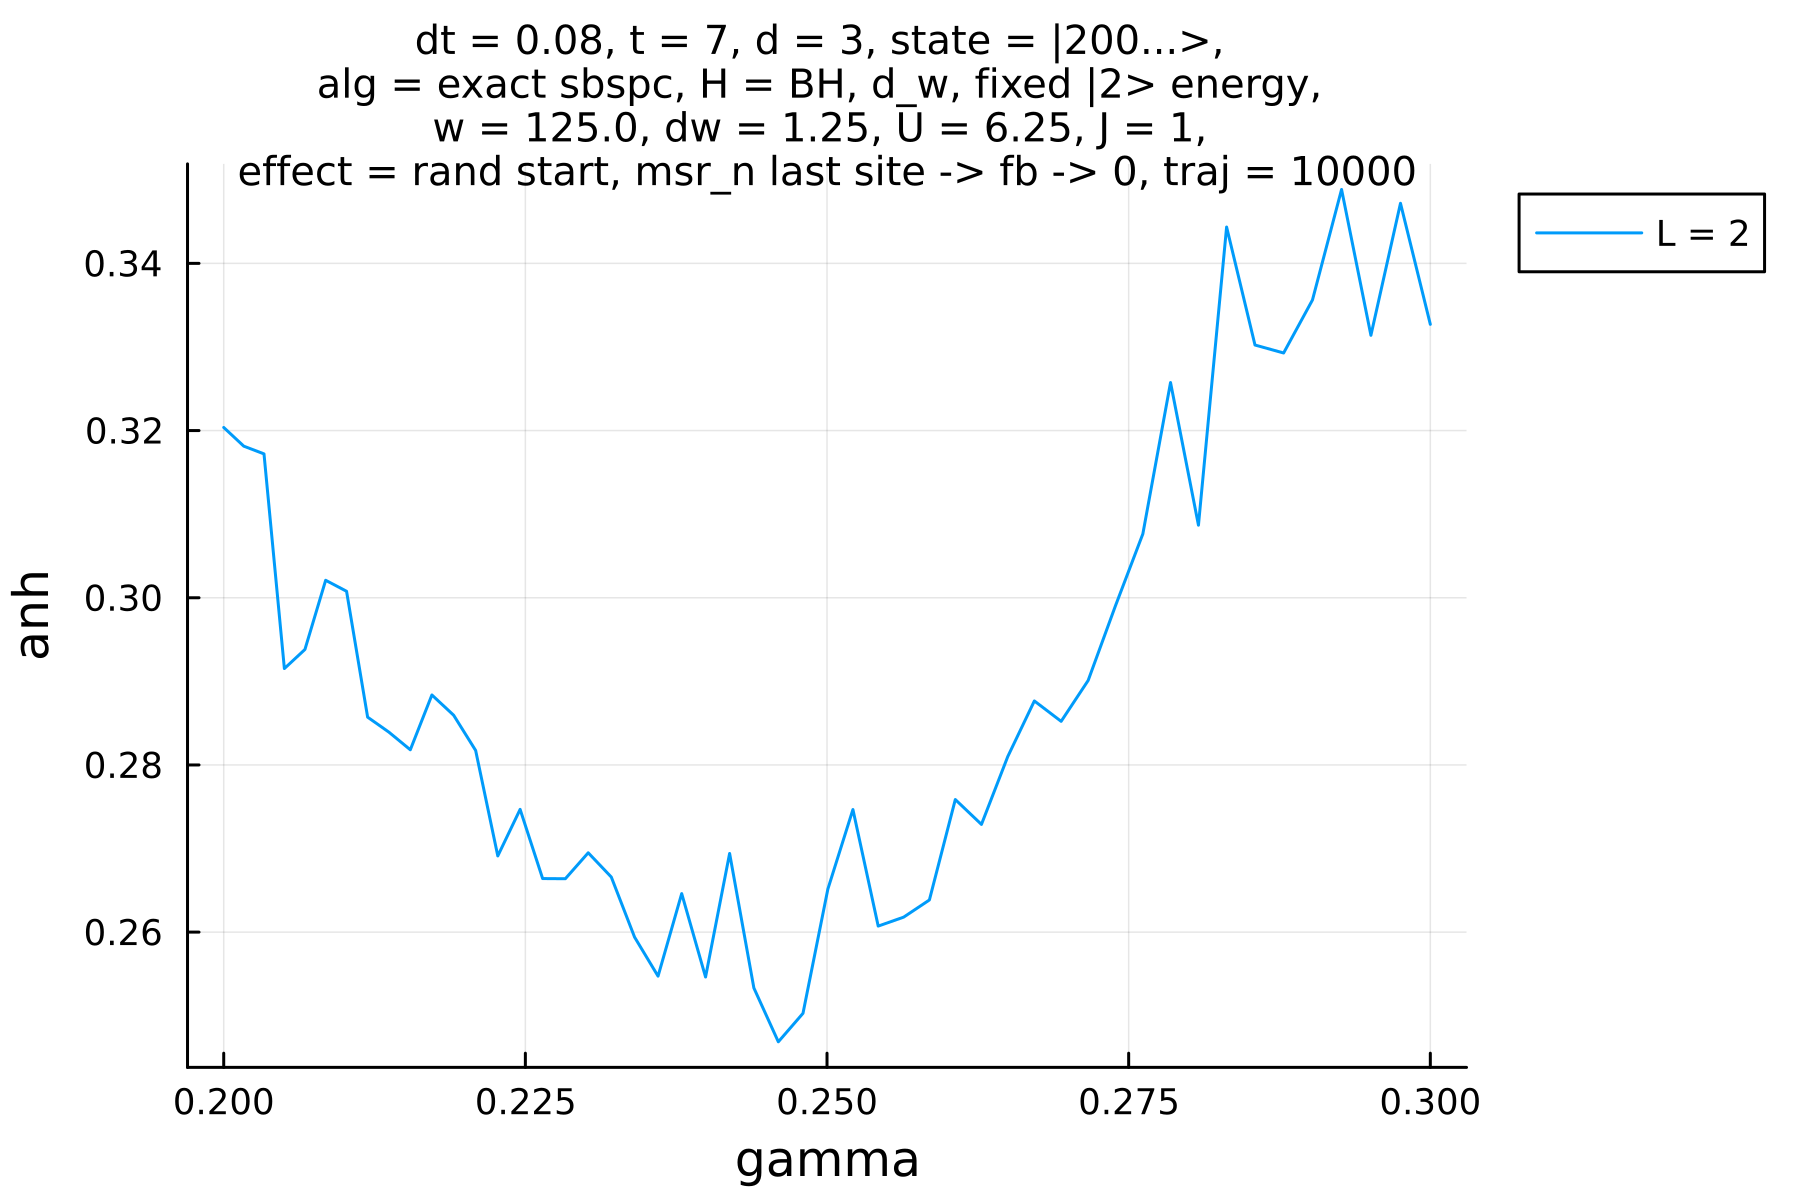 dt = 0.08, t = 7, d = 3, state = |200...>,
alg = exact sbspc, H = BH, d_w, fixed |2> energy,
w = 125.0, dw = 1.25, U = 6.25, J = 1,
effect = rand start, msr_n last site -> fb -> 0, traj = 10000
L = 2
0.34
0.32
0.30
0.28
0.26
anh
0.200 0.225 0.250 0.275 0.300
gamma